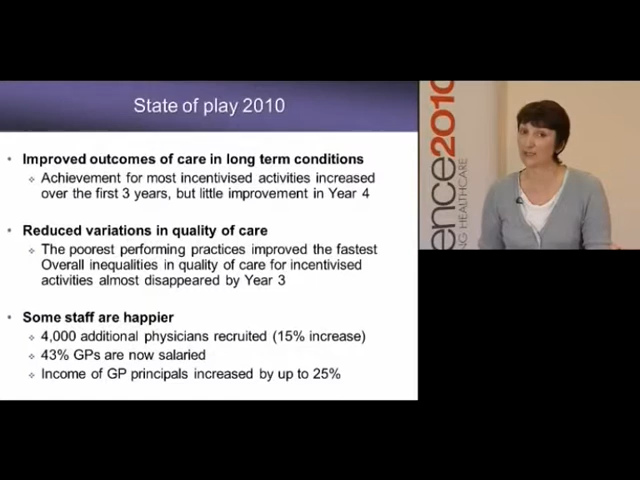 State of play 2010
• Improved outcomes of care in long term conditions
Achievement for most incentivised activities increased
over the first 3 years, but little improvement in Year 4
• Reduced variations in quality of care
The poorest performing practices improved the fastest
Overall inequalities in quality of care for incentivised
activities almost disappeared by Year 3
• Some staff are happier
4,000 additional physicians recruited (15% increase)
43% GPs are now salaried
Income of GP principals increased by up to 25%
ence2010
NG HEALTHCARE